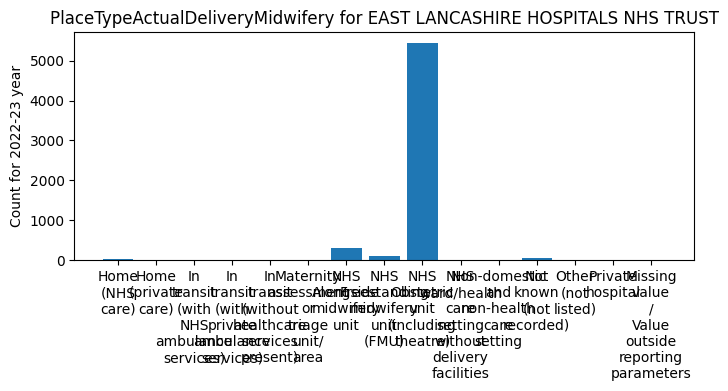 PlaceTypeActualDeliveryMidwifery for EAST LANCASHIRE HOSPITALS NHS TRUST
Count for 2022-23 year
5000
4000
3000
2000
1000
0
Home
(NHS
care)
Home
(private
care)
In
transit
(with
NHS
ambulance
services)
In
transit
(with
private
ambulance
services)
In
transit
(without
healthcare
services
present)
Maternity
assessment
or
triage
unit/
area
NHS
Alongside
midwifery
unit
NHS
Freestanding
midwifery
unit
(FMU)
NHS
Obstetric
unit
(including
theatre)
NHS
ward/health
care
setting
without
delivery
facilities
Non-domestic
and
non-health
care
setting
Not
known
(not
recorded)
Other
(not
listed)
Private
hospital
Missing
value
/
Value
outside
reporting
parameters